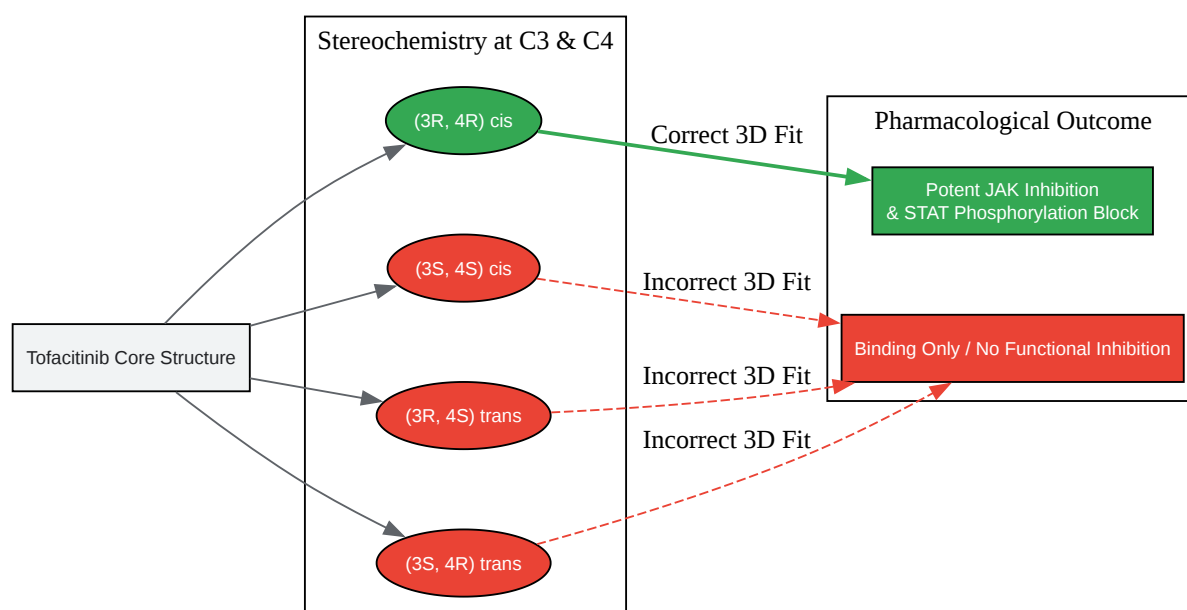 Stereochemistry at C3 & C4
(3R, 4R) cis
Correct 3D Fit
Pharmacological Outcome
Potent JAK Inhibition
& STAT Phosphorylation Block
(3S, 4S) cis
Incorrect 3D Fit
Tofacitinib Core Structure
Binding Only / No Functional Inhibition
Incorrect 3D Fit
(3R, 4S) trans
Incorrect 3D Fit
(3S, 4R) trans